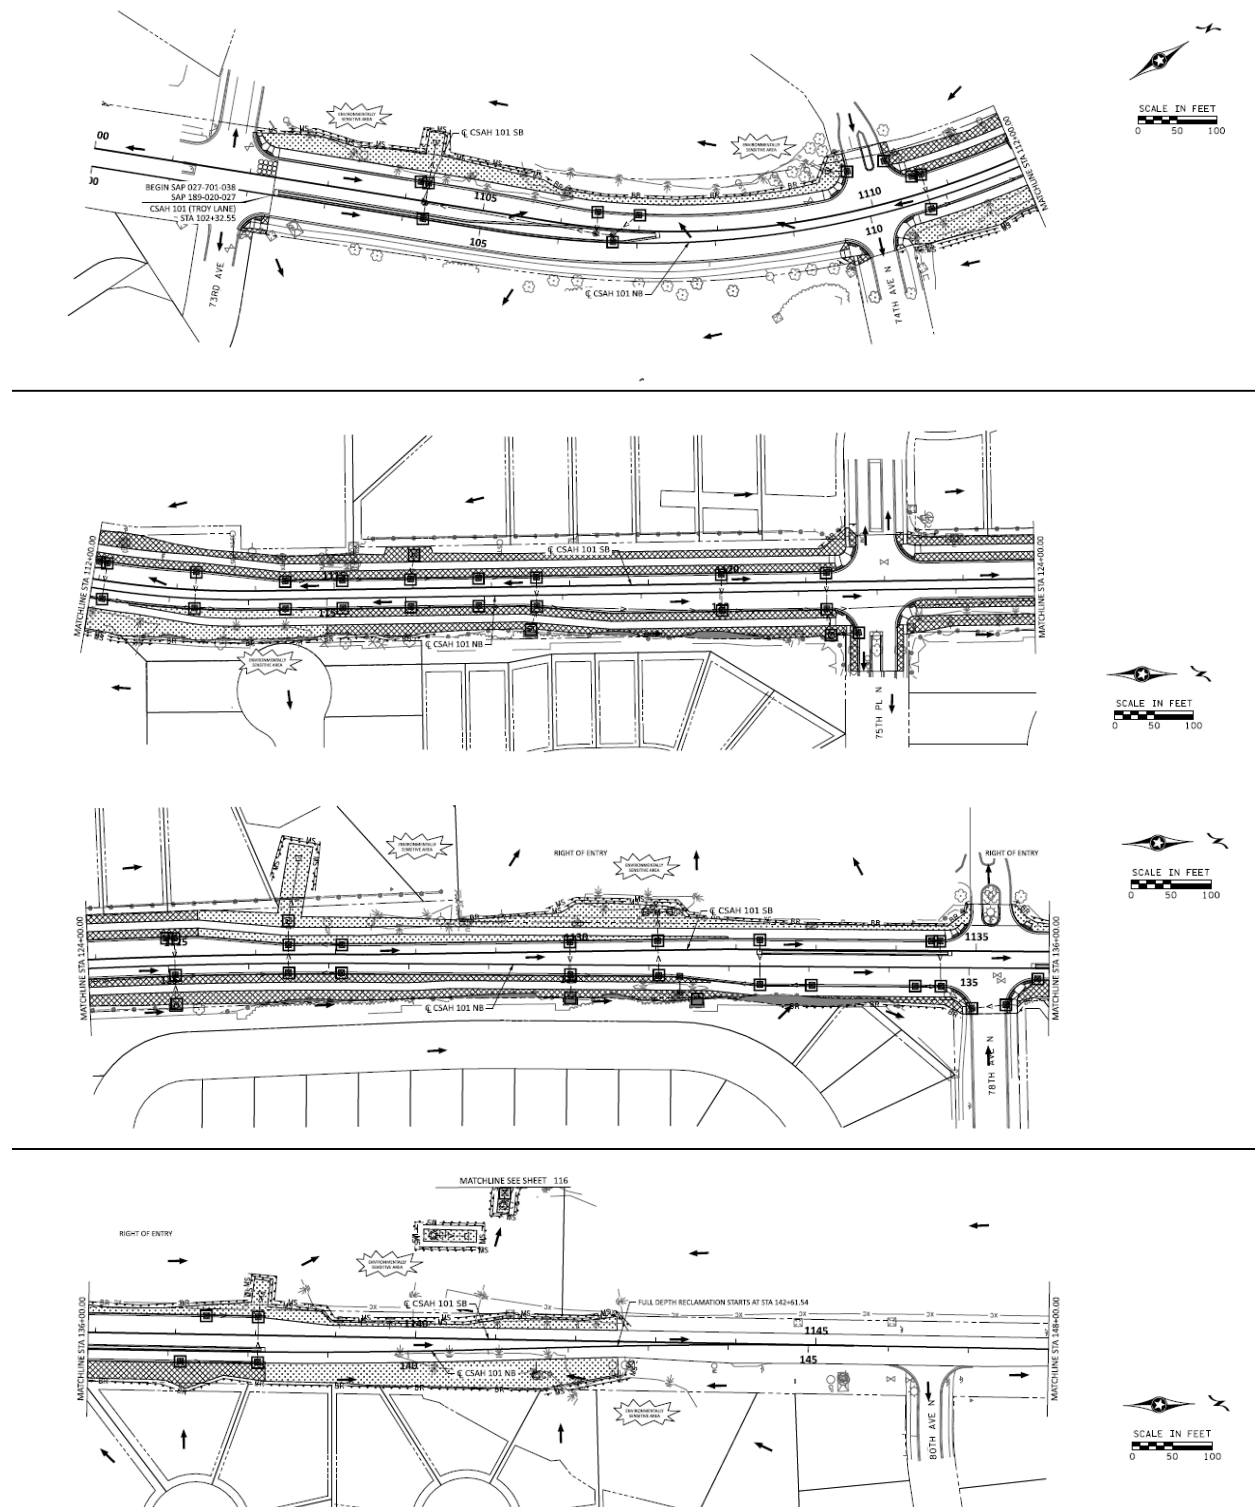 ENVIRONMENTALLY
SENSITIVE AREA
℄ CSAH 101 SB
ENVIRONMENTALLY
SENSITIVE AREA
SCALE IN FEET
0 50 100
00
BEGIN SAP 027-701-038
SAP 189-020-027
CSAH 101 (TROY LANE)
STA 102+32.55
1105
105
1110
110
MATCHLINE STA 112+00.00
73RD AVE
℄ CSAH 101 NB
74TH AVE N
MATCHLINE STA 112+00.00
℄ CSAH 101 SB
MATCHLINE STA 124+00.00
℄ CSAH 101 NB
ENVIRONMENTALLY
SENSITIVE AREA
75TH PL N
SCALE IN FEET
0 50 100
MS
MS
ENVIRONMENTALLY
SENSITIVE AREA
RIGHT OF ENTRY
ENVIRONMENTALLY
SENSITIVE AREA
RIGHT OF ENTRY
℄ CSAH 101 SB
SCALE IN FEET
0 50 100
MATCHLINE STA 124+00.00
1130
1135
135
MATCHLINE STA 136+00.00
℄ CSAH 101 NB
BR
78TH AVE N
MATCHLINE SEE SHEET 116
RIGHT OF ENTRY
ENVIRONMENTALLY
SENSITIVE AREA
℄ CSAH 101 SB
FULL DEPTH RECLAMATION STARTS AT STA 142+61.54
MATCHLINE STA 136+00.00
1140
1145
140
145
℄ CSAH 101 NB
MATCHLINE STA 148+00.00
ENVIRONMENTALLY
SENSITIVE AREA
80TH AVE N
SCALE IN FEET
0 50 100